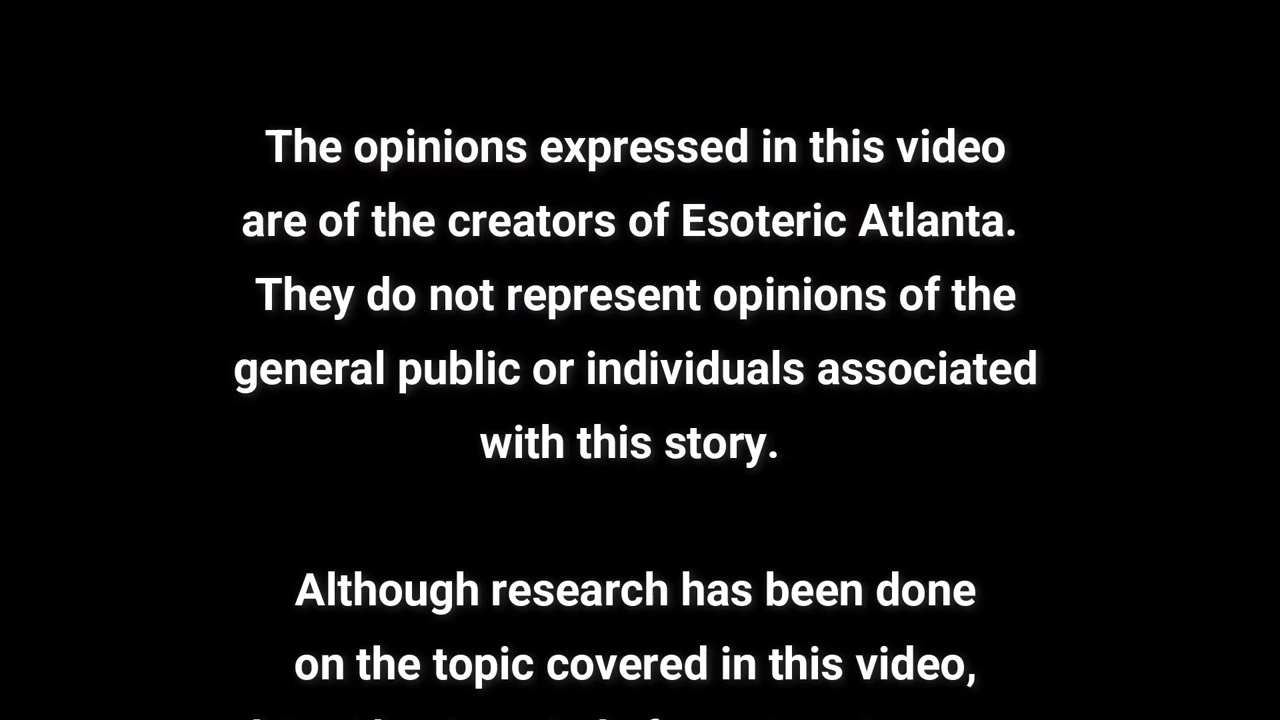 The opinions expressed in this video
are of the creators of Esoteric Atlanta.
They do not represent opinions of the
general public or individuals associated
with this story.
Although research has been done
on the topic covered in this video,